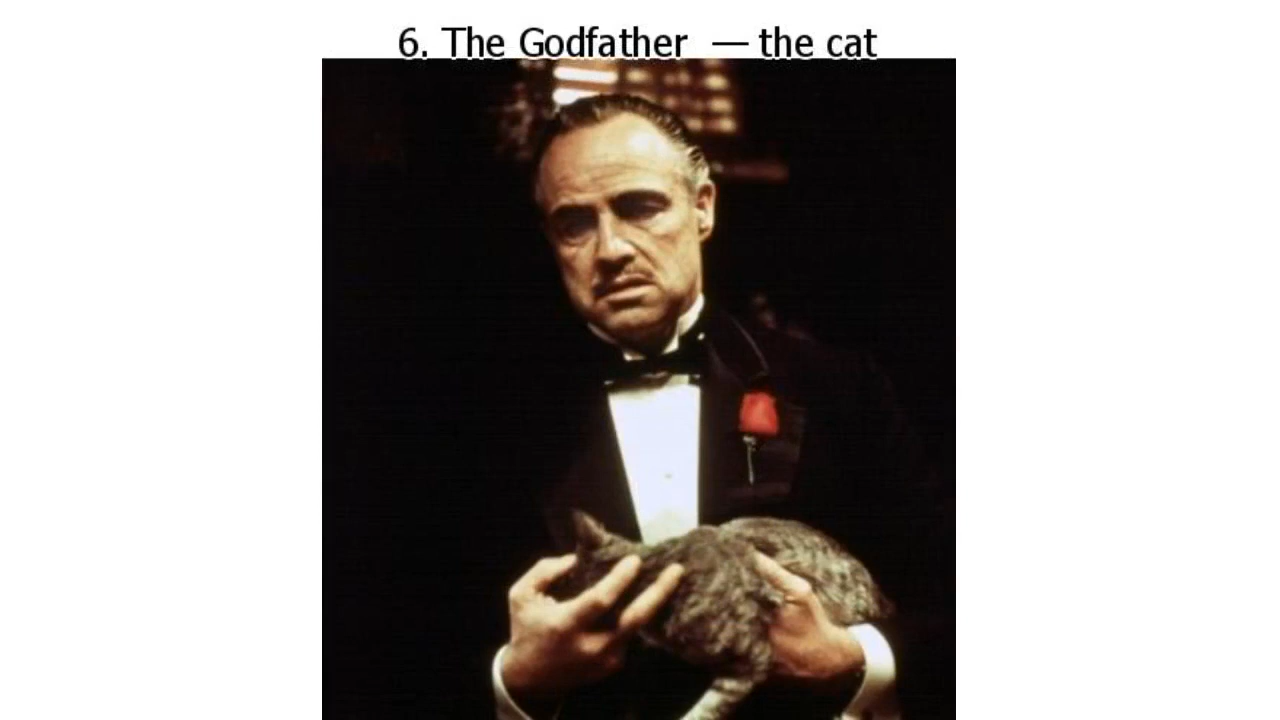 6. The Godfather — the cat